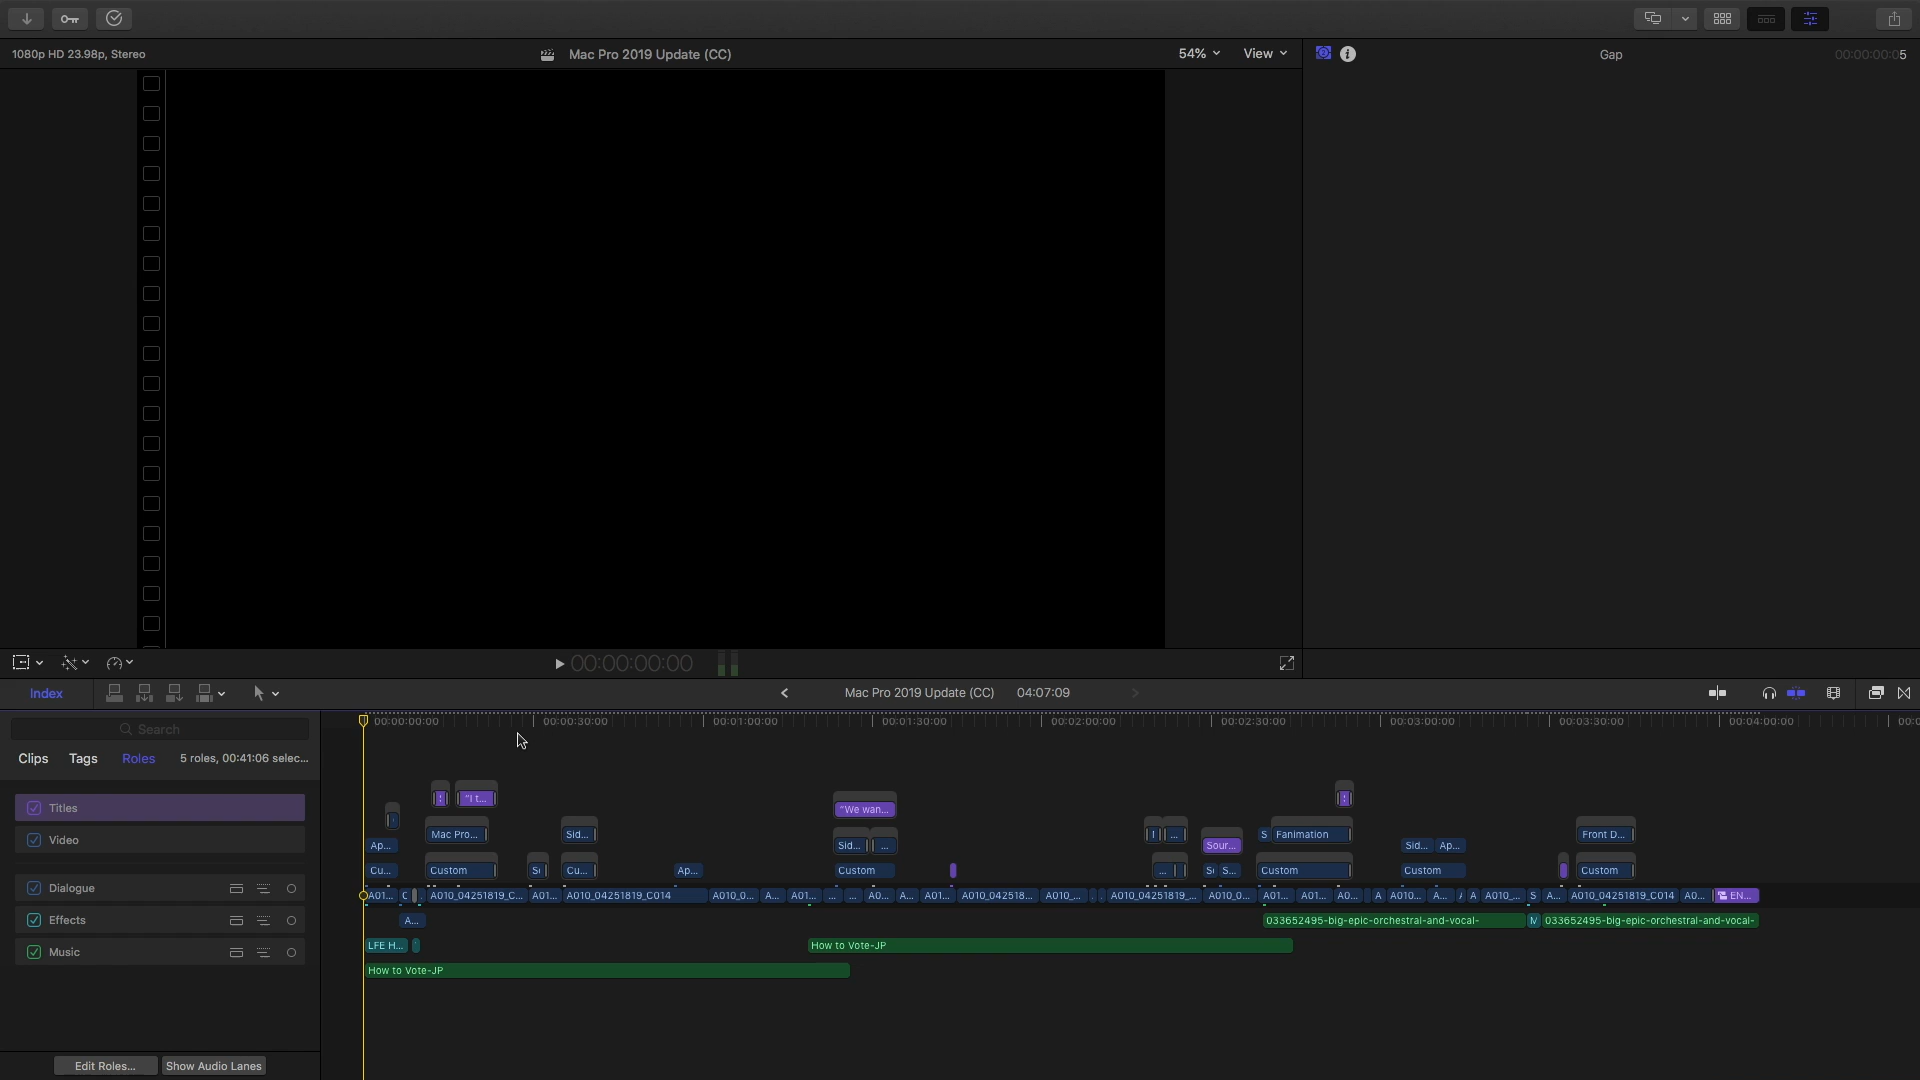 1080p HD 23.98p, Stereo
Mac Pro 2019 Update (CC)
54%
View
Gap
00:00:00:05
00:00:00:00
Index
Mac Pro 2019 Update (CC)
04:07:09
Search
Clips
Tags
Roles
5 roles, 00:41:06 selec...
Titles
Video
Dialogue
Effects
Music
Edit Roles...
Show Audio Lanes
00:00:00:00
00:00:30:00
00:01:00:00
00:01:30:00
00:02:00:00
00:02:30:00
00:03:00:00
00:03:30:00
00:04:00:00
00:0
"I t...
"We wan...
Mac Pro...
Sid...
...
S
Fanimation
Front D...
Ap...
Sid...
...
Sour...
Sid...
Ap...
Cu...
Custom
Cu...
Ap...
Custom
...
S...
Custom
Custom
Custom
A01...
C
A010_04251819_C...
A01...
A010_04251819_C014
A010_0...
A...
A01...
...
...
A0...
A...
A01...
A010_042518...
A010_...
A010_04251819_...
A010_0...
A01...
A01...
A0...
A
A010...
A...
A
A010_...
S
A...
A010_04251819_C014
A0...
EN...
A...
033652495-big-epic-orchestral-and-vocal-
M
033652495-big-epic-orchestral-and-vocal-
LFE H...
How to Vote-JP
How to Vote-JP